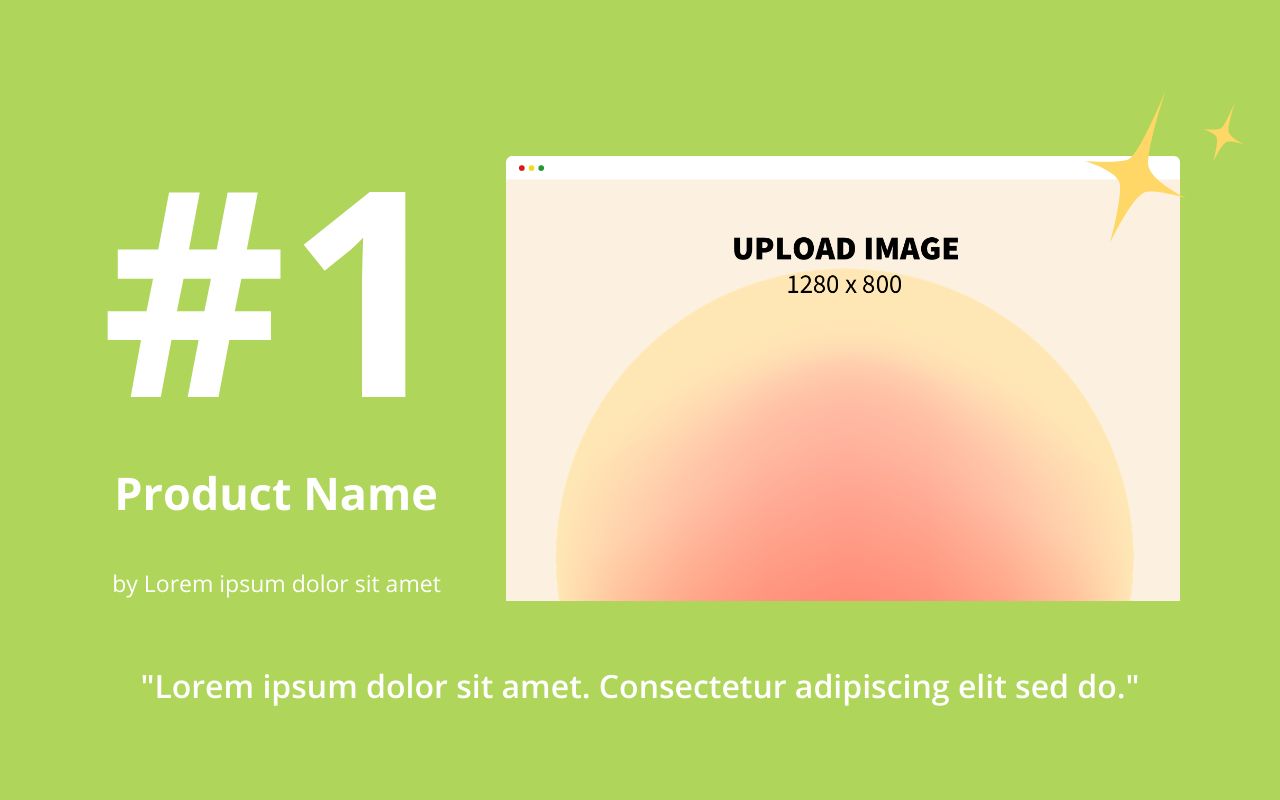 #1
Product Name
by Lorem ipsum dolor sit amet
UPLOAD IMAGE
1280 x 800
"Lorem ipsum dolor sit amet. Consectetur adipiscing elit sed do."